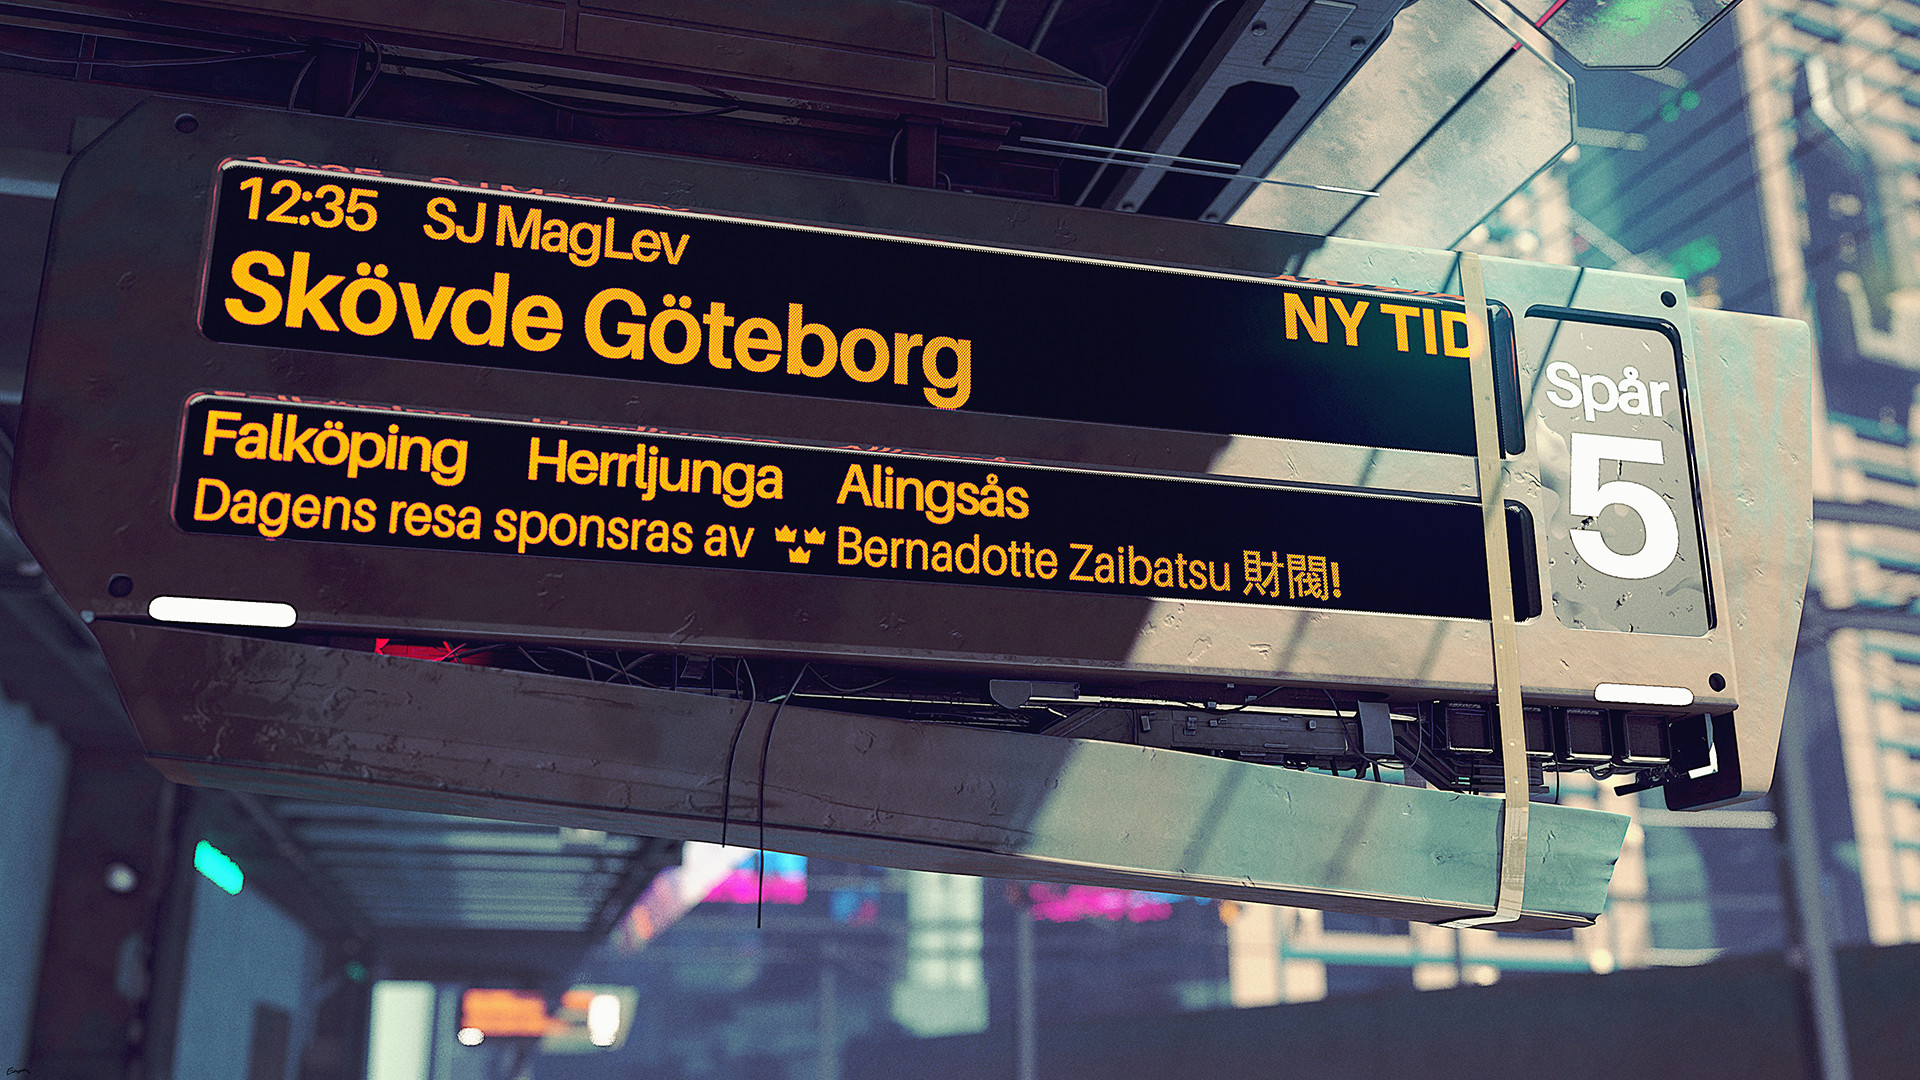 12:35 SJ MagLev
Skövde Göteborg
NY TID
Falköping Herrljunga Alingsås
Dagens resa sponsras av Bernadotte Zaibatsu 財閥!
Spår
5